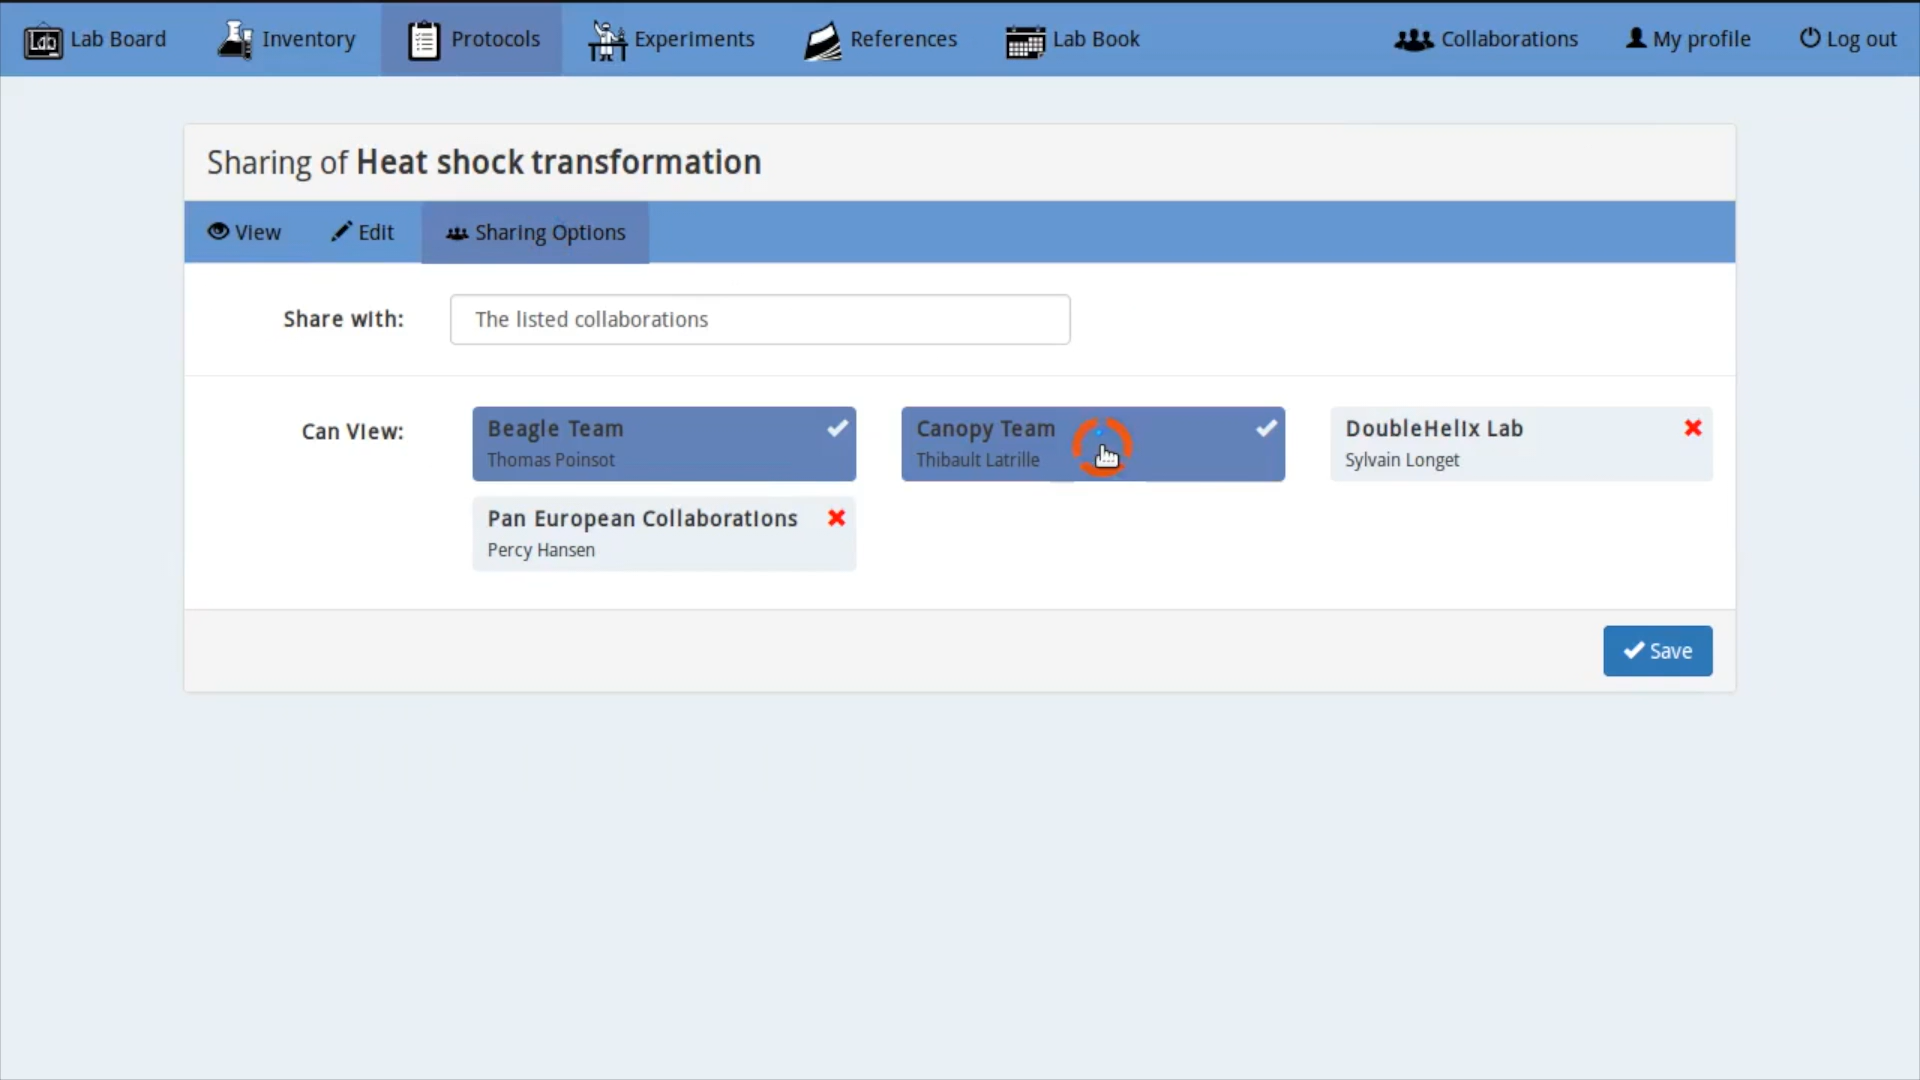 Lab Lab Board Inventory Protocols Experiments References Lab Book Collaborations My profile Log out
Sharing of Heat shock transformation
View Edit Sharing Options
Share with: The listed collaborations
Can View: Beagle Team Canopy Team DoubleHelix Lab
Thomas Poinsot Thibault Latrille Sylvain Longet
Pan European Collaborations
Percy Hansen
Save